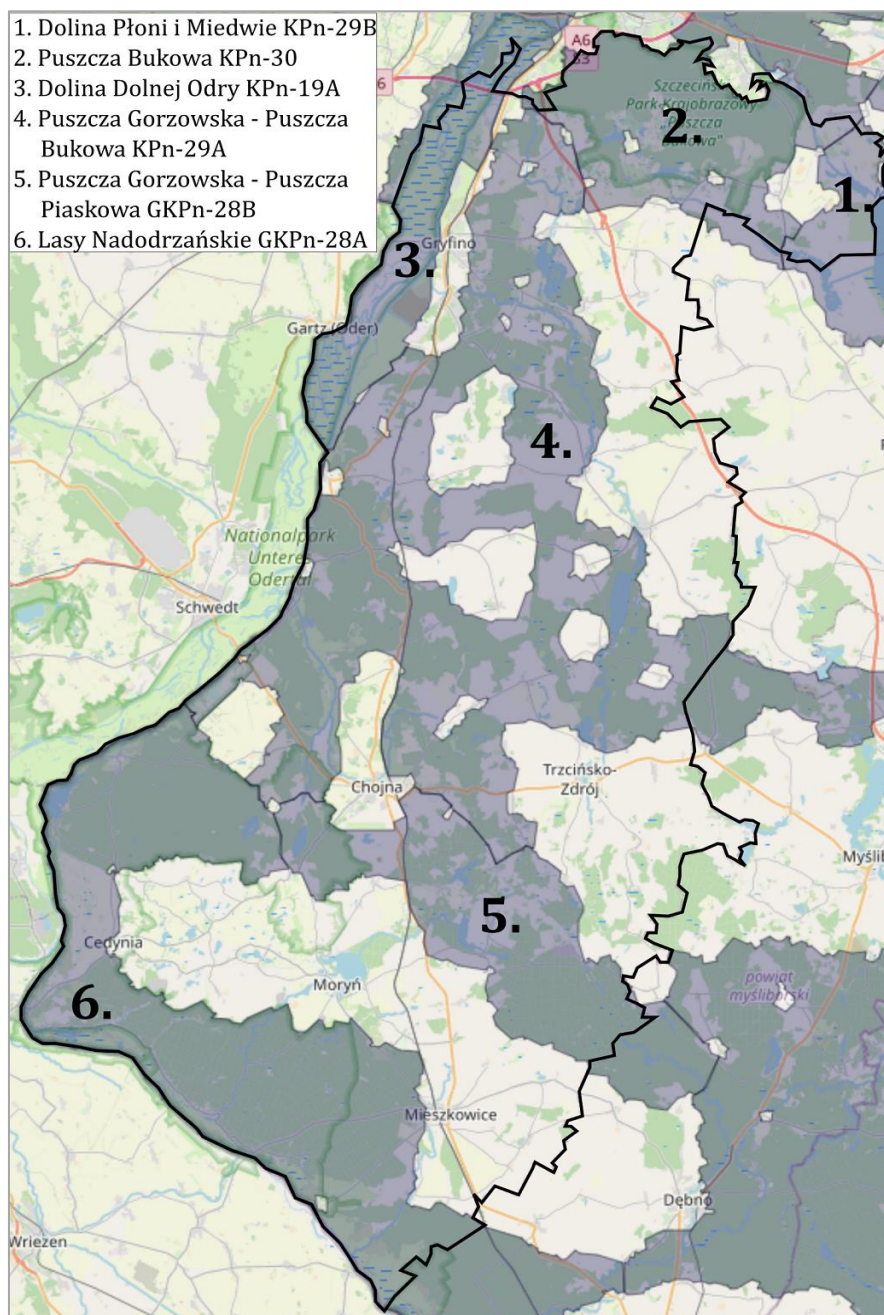 1. Dolina Płoni i Miedwie KPn-29B
2. Puszcza Bukowa KPn-30
3. Dolina Dolnej Odry KPn-19A
4. Puszcza Gorzowska - Puszcza
Bukowa KPn-29A
5. Puszcza Gorzowska - Puszcza
Piaskowa GKPn-28B
6. Lasy Nadodrzańskie GKPn-28A
A6
6
Park Krajobrazowy
2.
1.
3.
Gryfino
Gartz (Oder)
4.
Nationalpark
Unteres
Odertal
Schwedt
Chojna
Trzcińsko-
Zdrój
Myślib
5.
Cedynia
Moryń
powiat
myśliborski
6.
Mieszkowice
Dębno
Wriezen